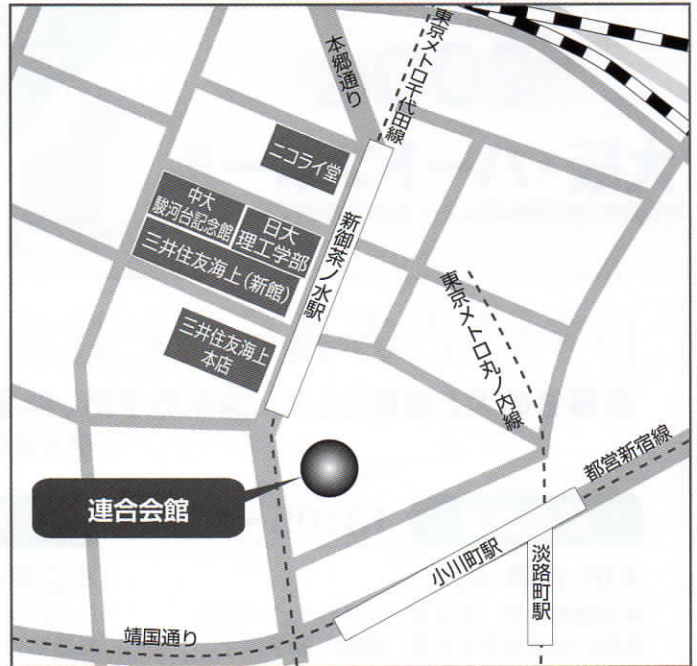 本郷通り
東京メトロ千代田線
ニコライ堂
中大
駿河台記念館
日大
理工学部
三井住友海上(新館)
新御茶ノ水駅
三井住友海上
本店
東京メトロ丸ノ内線
都営新宿線
連合会館
小川町駅
淡路町駅
靖国通り